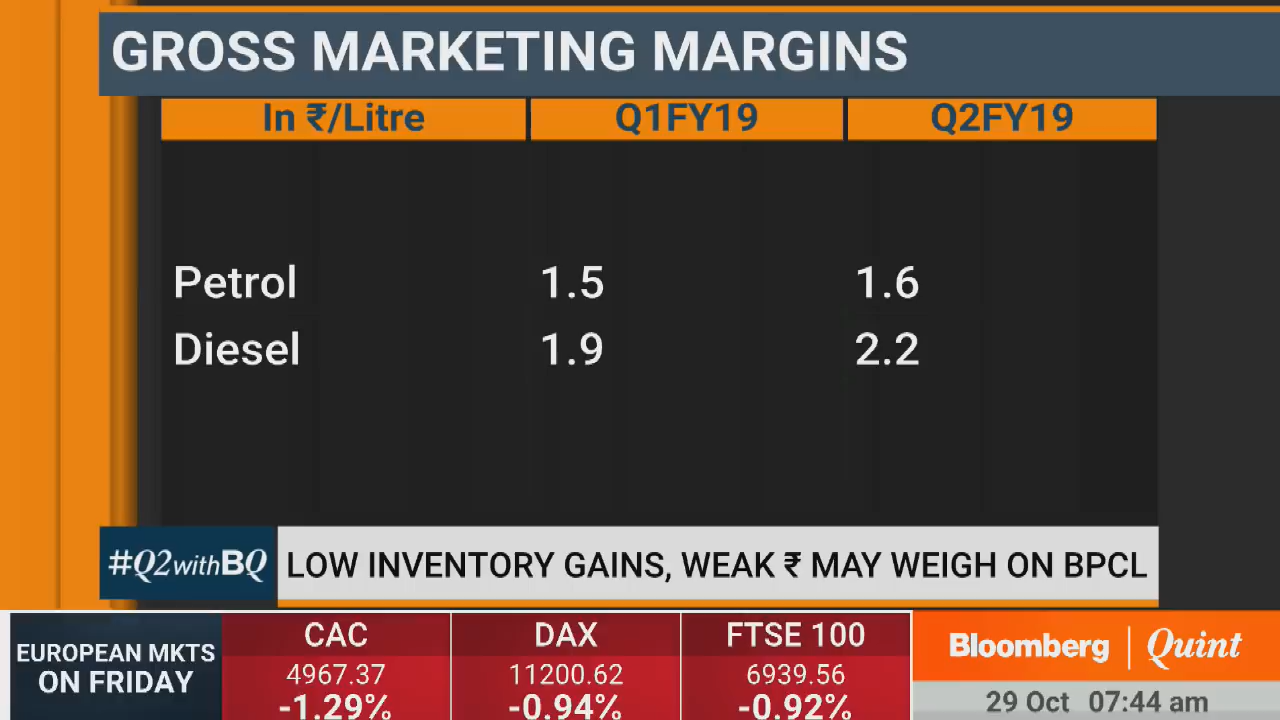 GROSS MARKETING MARGINS
In ₹/Litre Q1FY19 Q2FY19
Petrol 1.5 1.6
Diesel 1.9 2.2
#Q2withBQ LOW INVENTORY GAINS, WEAK ₹ MAY WEIGH ON BPCL
EUROPEAN MKTS
ON FRIDAY
CAC
4967.37
-1.29%
DAX
11200.62
-0.94%
FTSE 100
6939.56
-0.92%
Bloomberg | Quint
29 Oct 07:44 am